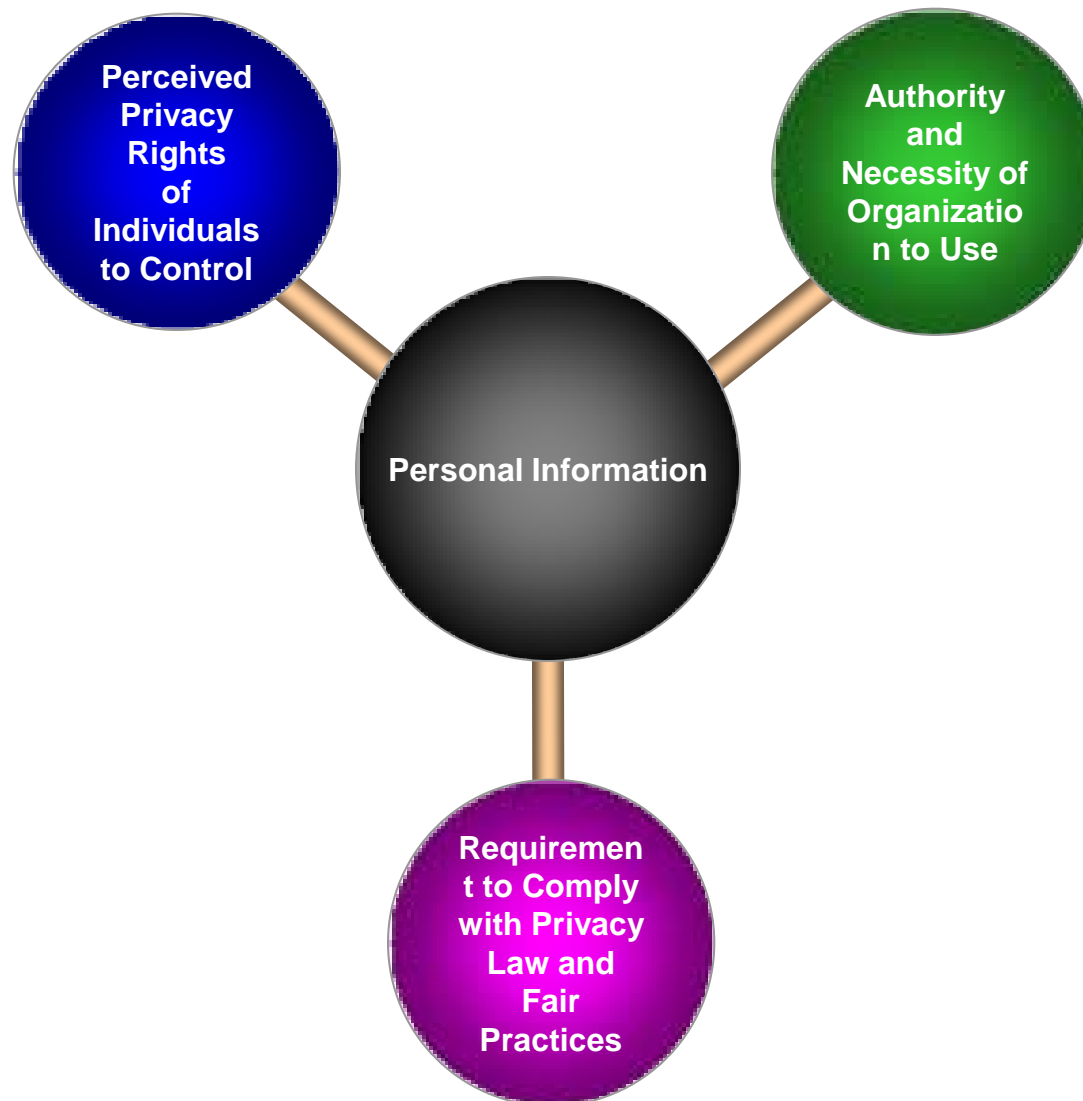 Perceived
Privacy
Rights
of
Individuals
to Control
Authority
and
Necessity of
Organizatio
n to Use
Personal Information
Requiremen
t to Comply
with Privacy
Law and
Fair
Practices